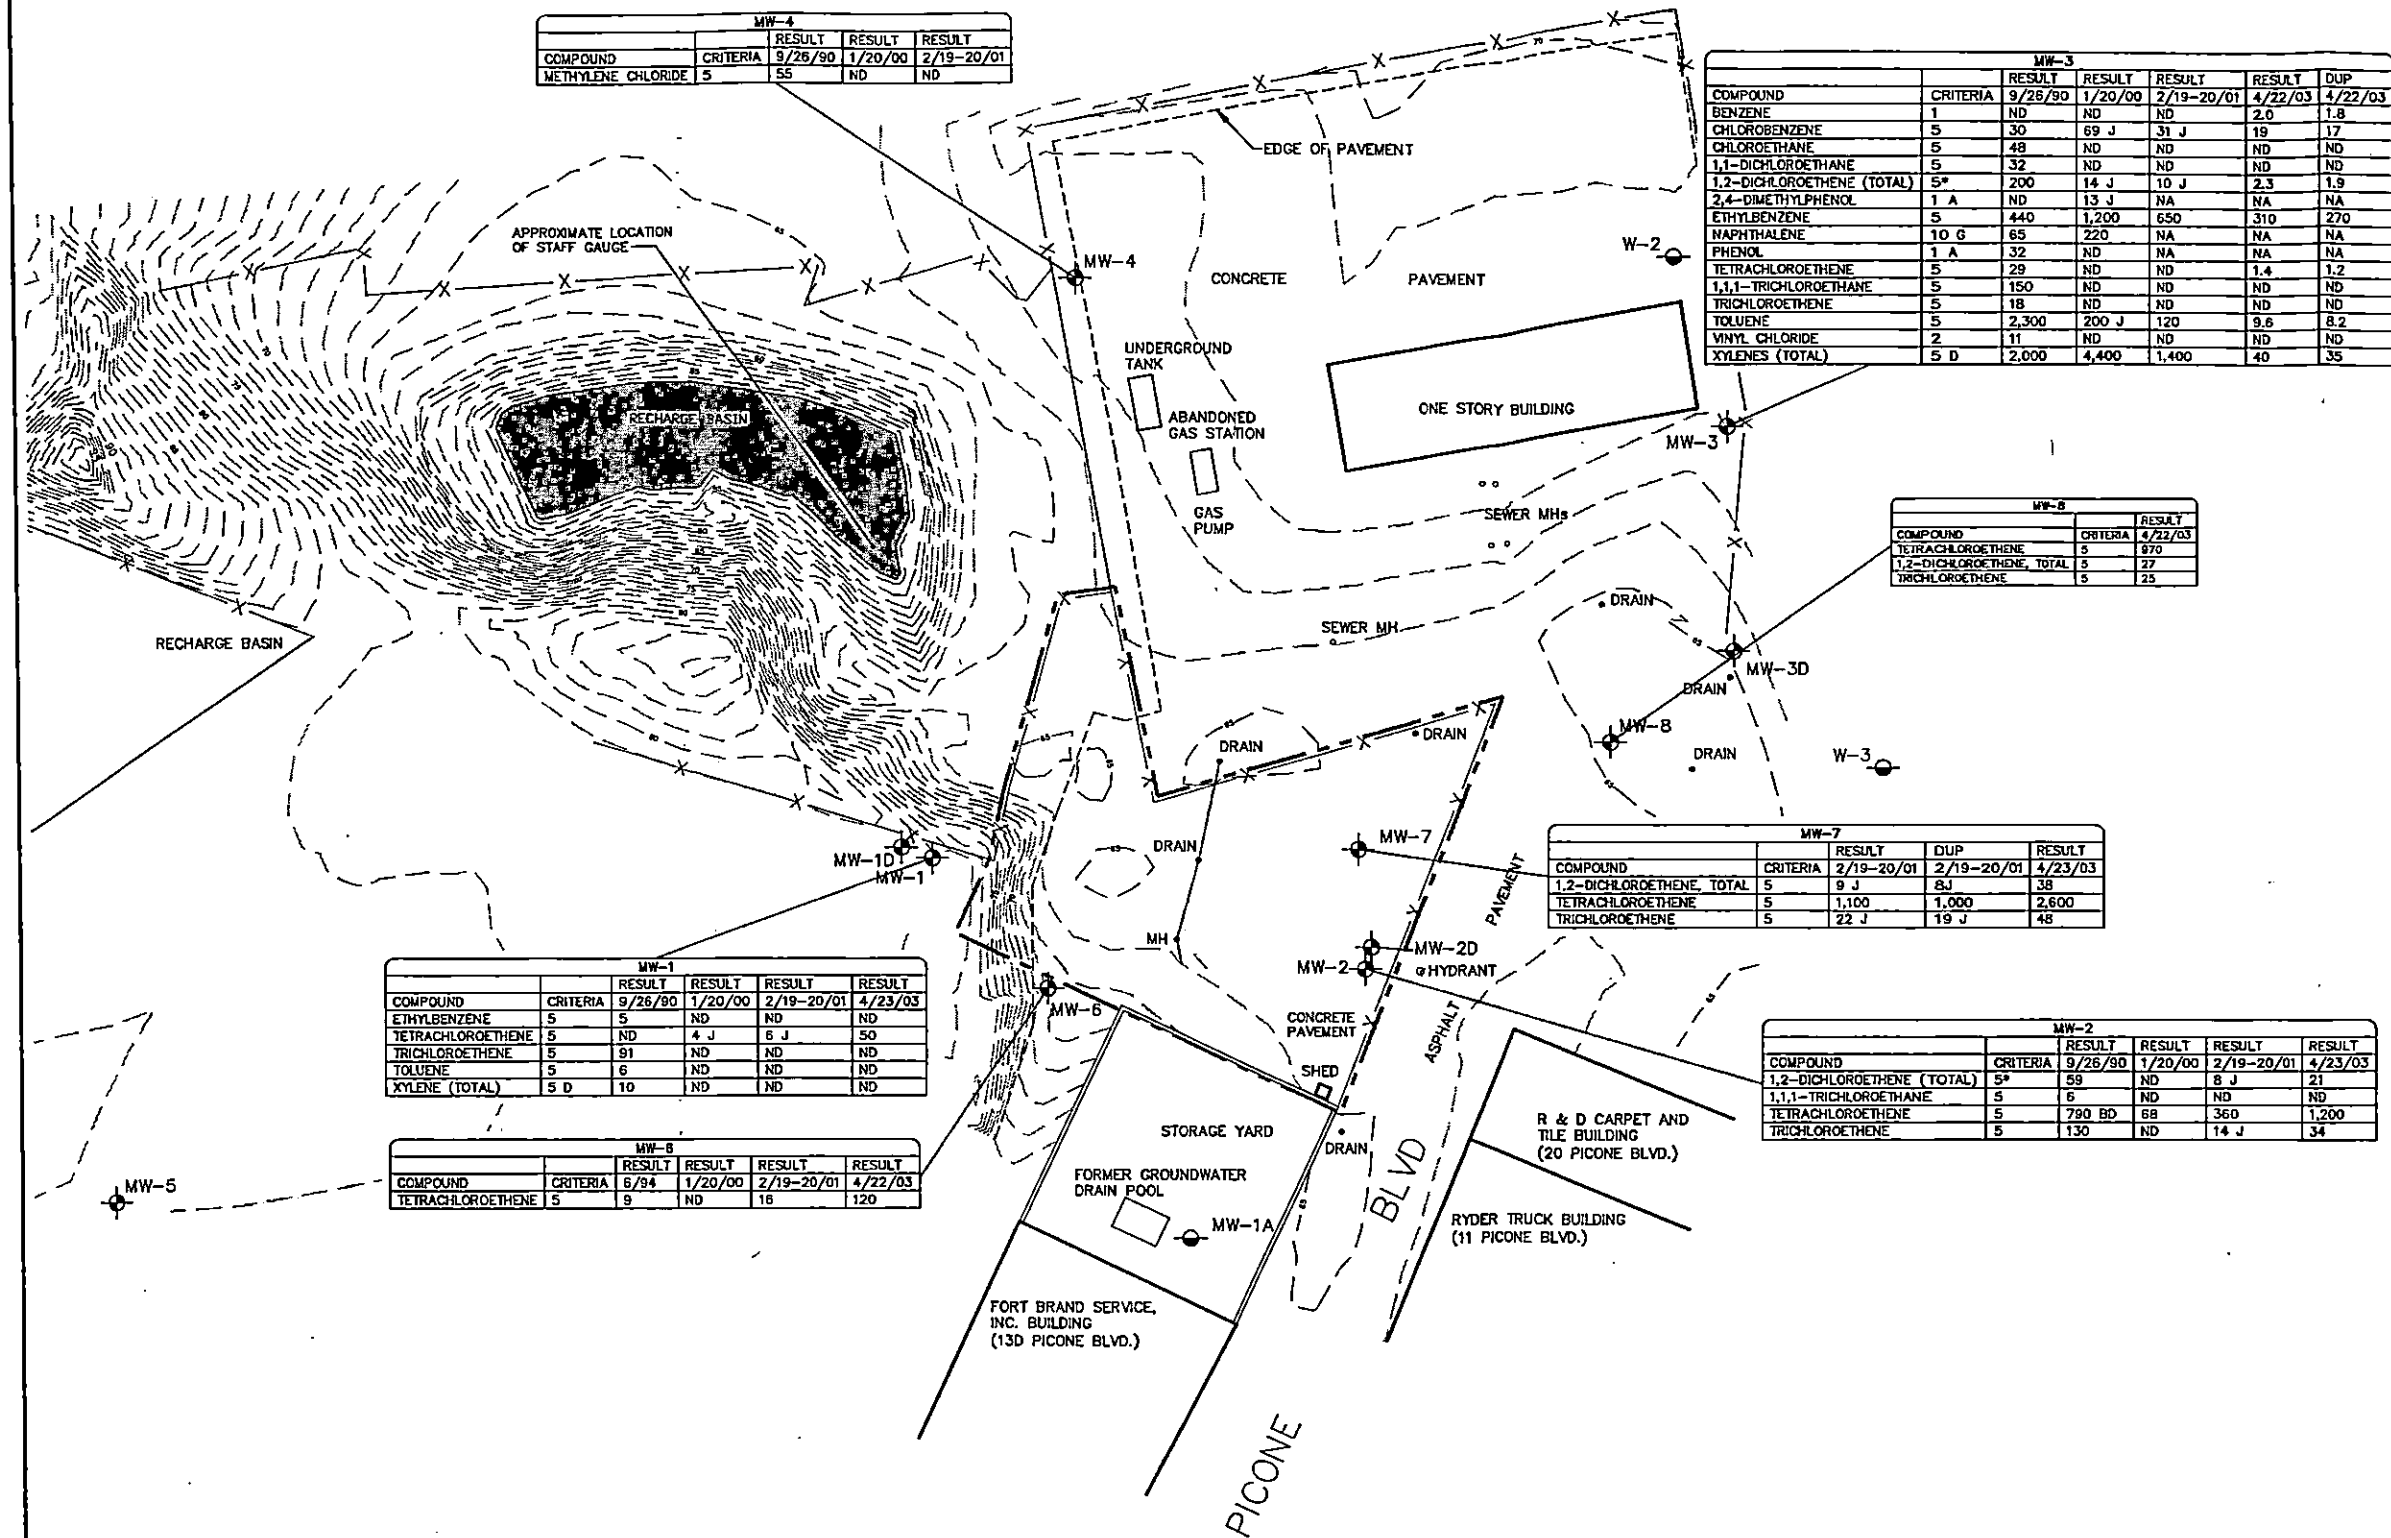 MW-4
RESULT RESULT RESULT
COMPOUND CRITERIA 9/26/90 1/20/00 2/19-20/01
METHYLENE CHLORIDE 5 55 ND ND
MW-3
RESULT RESULT RESULT RESULT DUP
COMPOUND CRITERIA 9/26/90 1/20/00 2/19-20/01 4/22/03 4/22/03
BENZENE 1 ND ND ND 2.0 1.8
CHLOROBENZENE 5 30 69 J 31 J 19 17
CHLOROETHANE 5 48 ND ND ND ND
1,1-DICHLOROETHANE 5 32 ND ND ND ND
1,2-DICHLOROETHENE (TOTAL) 5* 200 14 J 10 J 2.3 1.9
2,4-DIMETHYLPHENOL 1 A ND 13 J NA NA NA
ETHYLBENZENE 5 440 1,200 650 310 270
NAPHTHALENE 10 G 65 220 NA NA NA
PHENOL 1 A 32 ND NA NA NA
TETRACHLOROETHENE 5 29 ND ND 1.4 1.2
1,1,1-TRICHLOROETHANE 5 150 ND ND ND ND
TRICHLOROETHENE 5 18 ND ND ND ND
TOLUENE 5 2,300 200 J 120 9.6 8.2
VINYL CHLORIDE 2 11 ND ND ND ND
XYLENES (TOTAL) 5 D 2,000 4,400 1,400 40 35
EDGE OF PAVEMENT
APPROXIMATE LOCATION
OF STAFF GAUGE
MW-4
CONCRETE PAVEMENT
W-2
UNDERGROUND
TANK
ABANDONED
GAS STATION
GAS
PUMP
ONE STORY BUILDING
RECHARGE BASIN
MW-3
SEWER MHs
MW-8
RESULT
COMPOUND CRITERIA 4/22/03
TETRACHLOROETHENE 5 970
1,2-DICHLOROETHENE, TOTAL 5 27
TRICHLOROETHENE 5 25
DRAIN
SEWER MH
RECHARGE BASIN
MW-3D
DRAIN
MW-8
DRAIN
W-3
DRAIN
DRAIN
MW-1D
MW-1
DRAIN
MW-7
MW-7
RESULT DUP RESULT
COMPOUND CRITERIA 2/19-20/01 2/19-20/01 4/23/03
1,2-DICHLOROETHENE, TOTAL 5 9 J 8J 38
TETRACHLOROETHENE 5 1,100 1,000 2,600
TRICHLOROETHENE 5 22 J 19 J 48
MH
MW-2D
MW-2
HYDRANT
ASPHALT PAVEMENT
MW-1
RESULT RESULT RESULT RESULT
COMPOUND CRITERIA 9/26/90 1/20/00 2/19-20/01 4/23/03
ETHYLBENZENE 5 5 ND ND ND
TETRACHLOROETHENE 5 ND 4 J 6 J 50
TRICHLOROETHENE 5 91 ND ND ND
TOLUENE 5 6 ND ND ND
XYLENE (TOTAL) 5 D 10 ND ND ND
MW-6
CONCRETE
PAVEMENT
SHED
MW-2
RESULT RESULT RESULT RESULT
COMPOUND CRITERIA 9/26/90 1/20/00 2/19-20/01 4/23/03
1,2-DICHLOROETHENE (TOTAL) 5* 59 ND 8 J 21
1,1,1-TRICHLOROETHANE 5 6 ND ND ND
TETRACHLOROETHENE 5 790 BD 68 360 1,200
TRICHLOROETHENE 5 130 ND 14 J 34
MW-6
RESULT RESULT RESULT RESULT
COMPOUND CRITERIA 6/94 1/20/00 2/19-20/01 4/22/03
TETRACHLOROETHENE 5 9 ND 16 120
MW-5
STORAGE YARD
DRAIN
R & D CARPET AND
TILE BUILDING
(20 PICONE BLVD.)
FORMER GROUNDWATER
DRAIN POOL
MW-1A
RYDER TRUCK BUILDING
(11 PICONE BLVD.)
FORT BRAND SERVICE,
INC. BUILDING
(13D PICONE BLVD.)
PICONE BLVD